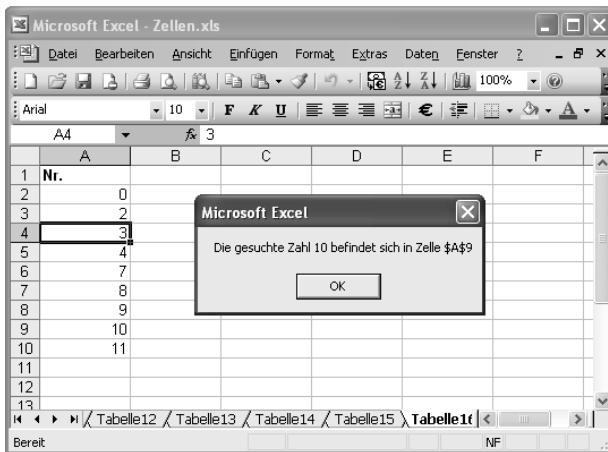 Microsoft Excel - Zellen.xls
Datei Bearbeiten Ansicht Einfügen Format Extras Daten Fenster ?
100%
Arial 10 F K U €
A4 fx 3
A B C D E F
1 Nr.
2 0
3 2
4 3
5 4
6 7
7 8
8 9
9 10
10 11
11
12
13
Microsoft Excel
Die gesuchte Zahl 10 befindet sich in Zelle $A$9
OK
Tabelle12 Tabelle13 Tabelle14 Tabelle15 Tabelle16
Bereit NF